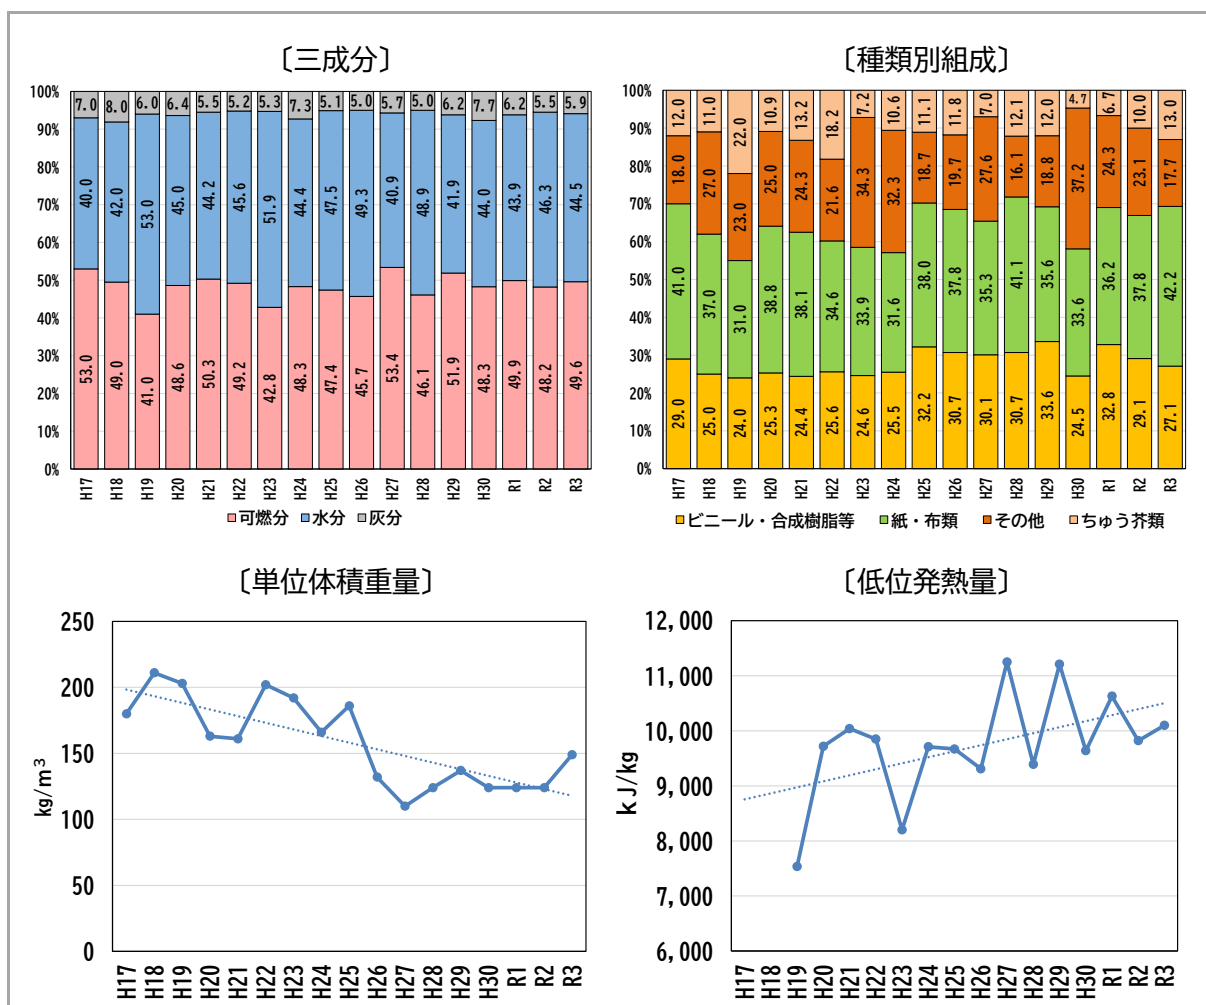 〔三成分〕
100%
90%
80%
70%
60%
50%
40%
30%
20%
10%
0%
7.0 8.0 6.0 6.4 5.5 5.2 5.3 7.3 5.1 5.0 5.7 5.0 6.2 7.7 6.2 5.5 5.9
40.0 42.0 53.0 45.0 44.2 45.6 51.9 44.4 47.5 49.3 40.9 48.9 41.9 44.0 43.9 46.3 44.5
53.0 49.0 41.0 48.6 50.3 49.2 42.8 48.3 47.4 45.7 53.4 46.1 51.9 48.3 49.9 48.2 49.6
H17 H18 H19 H20 H21 H22 H23 H24 H25 H26 H27 H28 H29 H30 R1 R2 R3
可燃分 水分 灰分
〔種類別組成〕
100%
90%
80%
70%
60%
50%
40%
30%
20%
10%
0%
12.0 11.0 22.0 10.9 13.2 18.2 7.2 10.6 11.1 11.8 7.0 12.1 12.0 4.7 6.7 10.0 13.0
18.0 27.0 23.0 25.0 24.3 21.6 34.3 32.3 18.7 19.7 27.6 16.1 18.8 37.2 24.3 23.1 17.7
41.0 37.0 31.0 38.8 38.1 34.6 33.9 31.6 38.0 37.8 35.3 41.1 35.6 33.6 36.2 37.8 42.2
29.0 25.0 24.0 25.3 24.4 25.6 24.6 25.5 32.2 30.7 30.1 30.7 33.6 24.5 32.8 29.1 27.1
H17 H18 H19 H20 H21 H22 H23 H24 H25 H26 H27 H28 H29 H30 R1 R2 R3
ビニール・合成樹脂等 紙・布類 その他 ちゅう芥類
〔単位体積重量〕
kg/m³
250
200
150
100
50
0
H17 H18 H19 H20 H21 H22 H23 H24 H25 H26 H27 H28 H29 H30 R1 R2 R3
〔低位発熱量〕
kJ/kg
12,000
11,000
10,000
9,000
8,000
7,000
6,000
H17 H18 H19 H20 H21 H22 H23 H24 H25 H26 H27 H28 H29 H30 R1 R2 R3